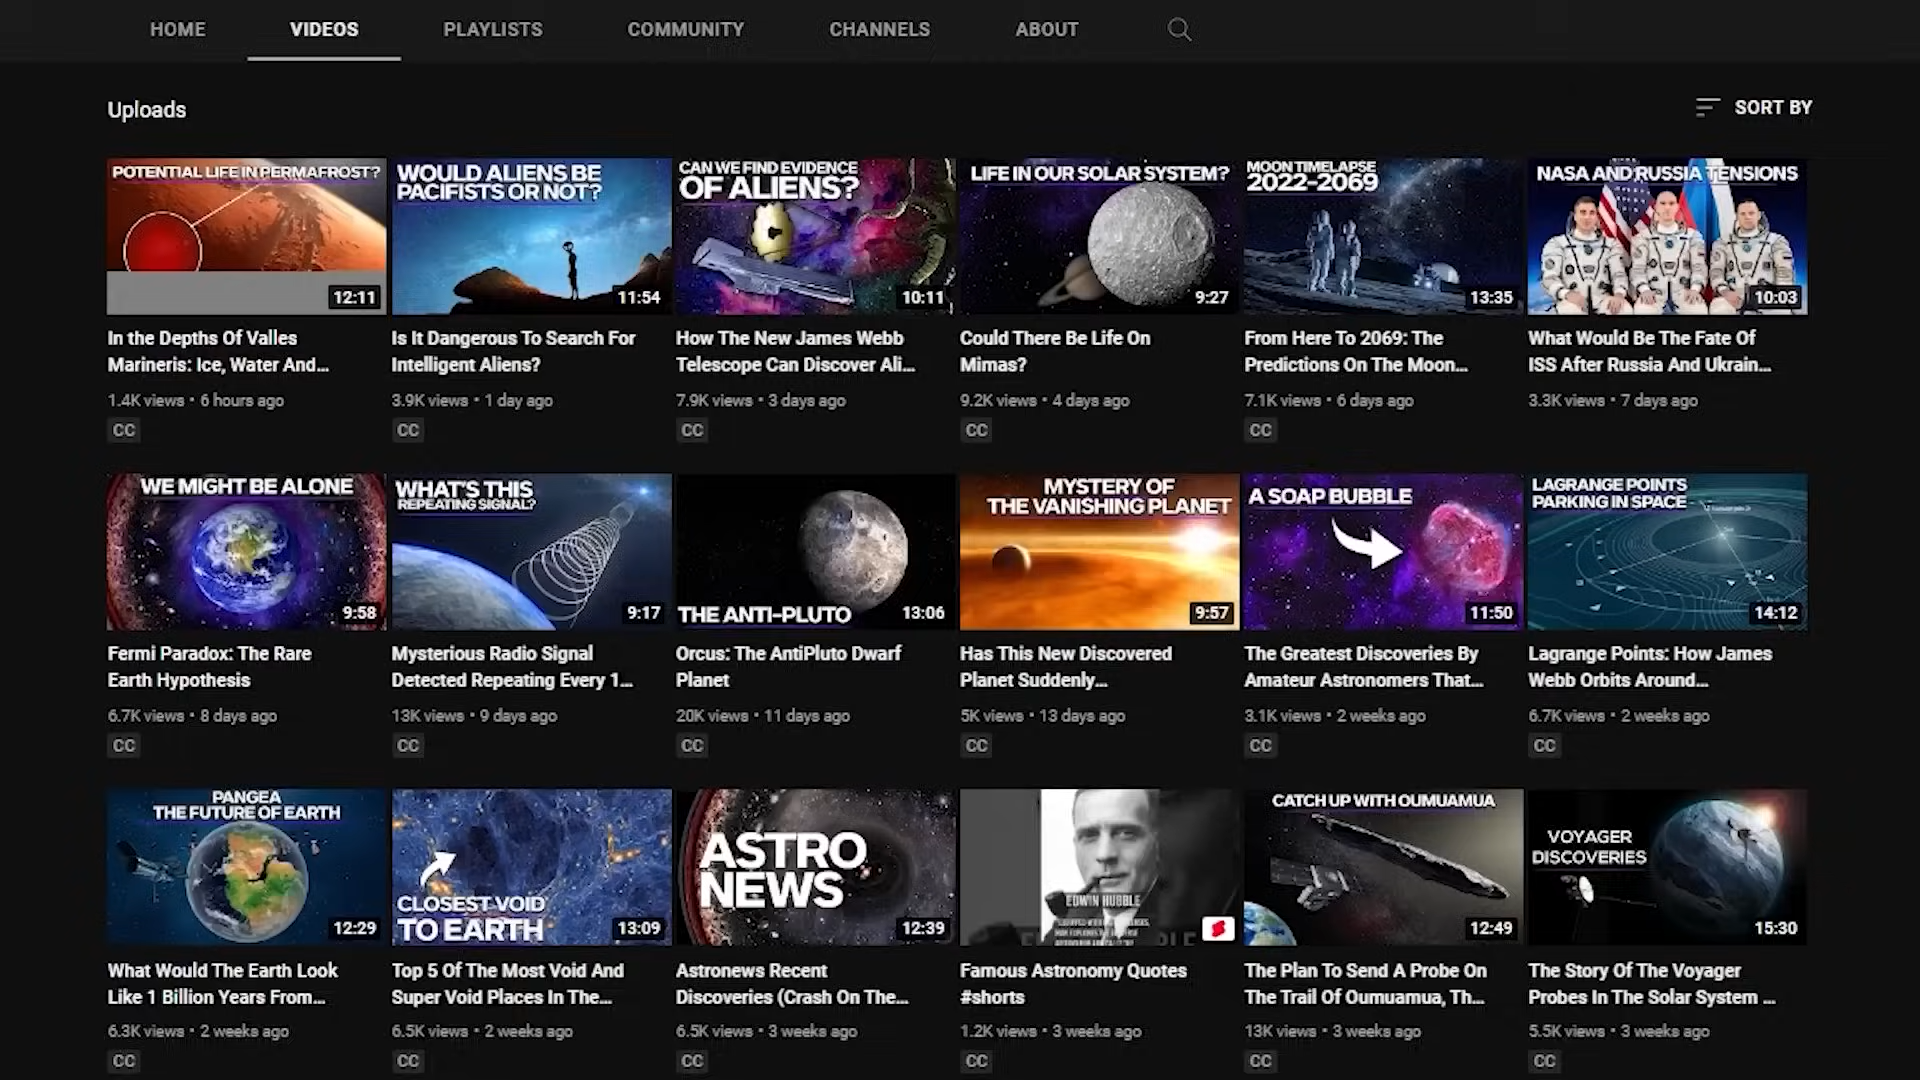 HOME
VIDEOS
PLAYLISTS
COMMUNITY
CHANNELS
ABOUT
Uploads
SORT BY
POTENTIAL LIFE IN PERMAFROST?
12:11
WOULD ALIENS BE
PACIFISTS OR NOT?
11:54
CAN WE FIND EVIDENCE
OF ALIENS?
10:11
LIFE IN OUR SOLAR SYSTEM?
9:27
MOON TIMELAPSE
2022-2069
13:35
NASA AND RUSSIA TENSIONS
10:03
In the Depths Of Valles
Marineris: Ice, Water And...
1.4K views • 6 hours ago
CC
Is It Dangerous To Search For
Intelligent Aliens?
3.9K views • 1 day ago
CC
How The New James Webb
Telescope Can Discover Ali...
7.9K views • 3 days ago
CC
Could There Be Life On
Mimas?
9.2K views • 4 days ago
CC
From Here To 2069: The
Predictions On The Moon...
7.1K views • 6 days ago
CC
What Would Be The Fate Of
ISS After Russia And Ukrain...
3.3K views • 7 days ago
WE MIGHT BE ALONE
9:58
WHAT'S THIS
REPEATING SIGNAL?
9:17
THE ANTI-PLUTO
13:06
MYSTERY OF
THE VANISHING PLANET
9:57
A SOAP BUBBLE
11:50
LAGRANGE POINTS
PARKING IN SPACE
14:12
Fermi Paradox: The Rare
Earth Hypothesis
6.7K views • 8 days ago
CC
Mysterious Radio Signal
Detected Repeating Every 1...
13K views • 9 days ago
CC
Orcus: The AntiPluto Dwarf
Planet
20K views • 11 days ago
CC
Has This New Discovered
Planet Suddenly...
5K views • 13 days ago
CC
The Greatest Discoveries By
Amateur Astronomers That...
3.1K views • 2 weeks ago
CC
Lagrange Points: How James
Webb Orbits Around...
6.7K views • 2 weeks ago
CC
PANGEA
THE FUTURE OF EARTH
12:29
CLOSEST VOID
TO EARTH
13:09
ASTRO
NEWS
12:39
EDWIN HUBBLE
CATCH UP WITH OUMUAMUA
12:49
VOYAGER
DISCOVERIES
15:30
What Would The Earth Look
Like 1 Billion Years From...
6.3K views • 2 weeks ago
CC
Top 5 Of The Most Void And
Super Void Places In The...
6.5K views • 2 weeks ago
CC
Astronews Recent
Discoveries (Crash On The...
6.5K views • 3 weeks ago
CC
Famous Astronomy Quotes
#shorts
1.2K views • 3 weeks ago
CC
The Plan To Send A Probe On
The Trail Of Oumuamua, Th...
13K views • 3 weeks ago
CC
The Story Of The Voyager
Probes In The Solar System ...
5.5K views • 3 weeks ago
CC